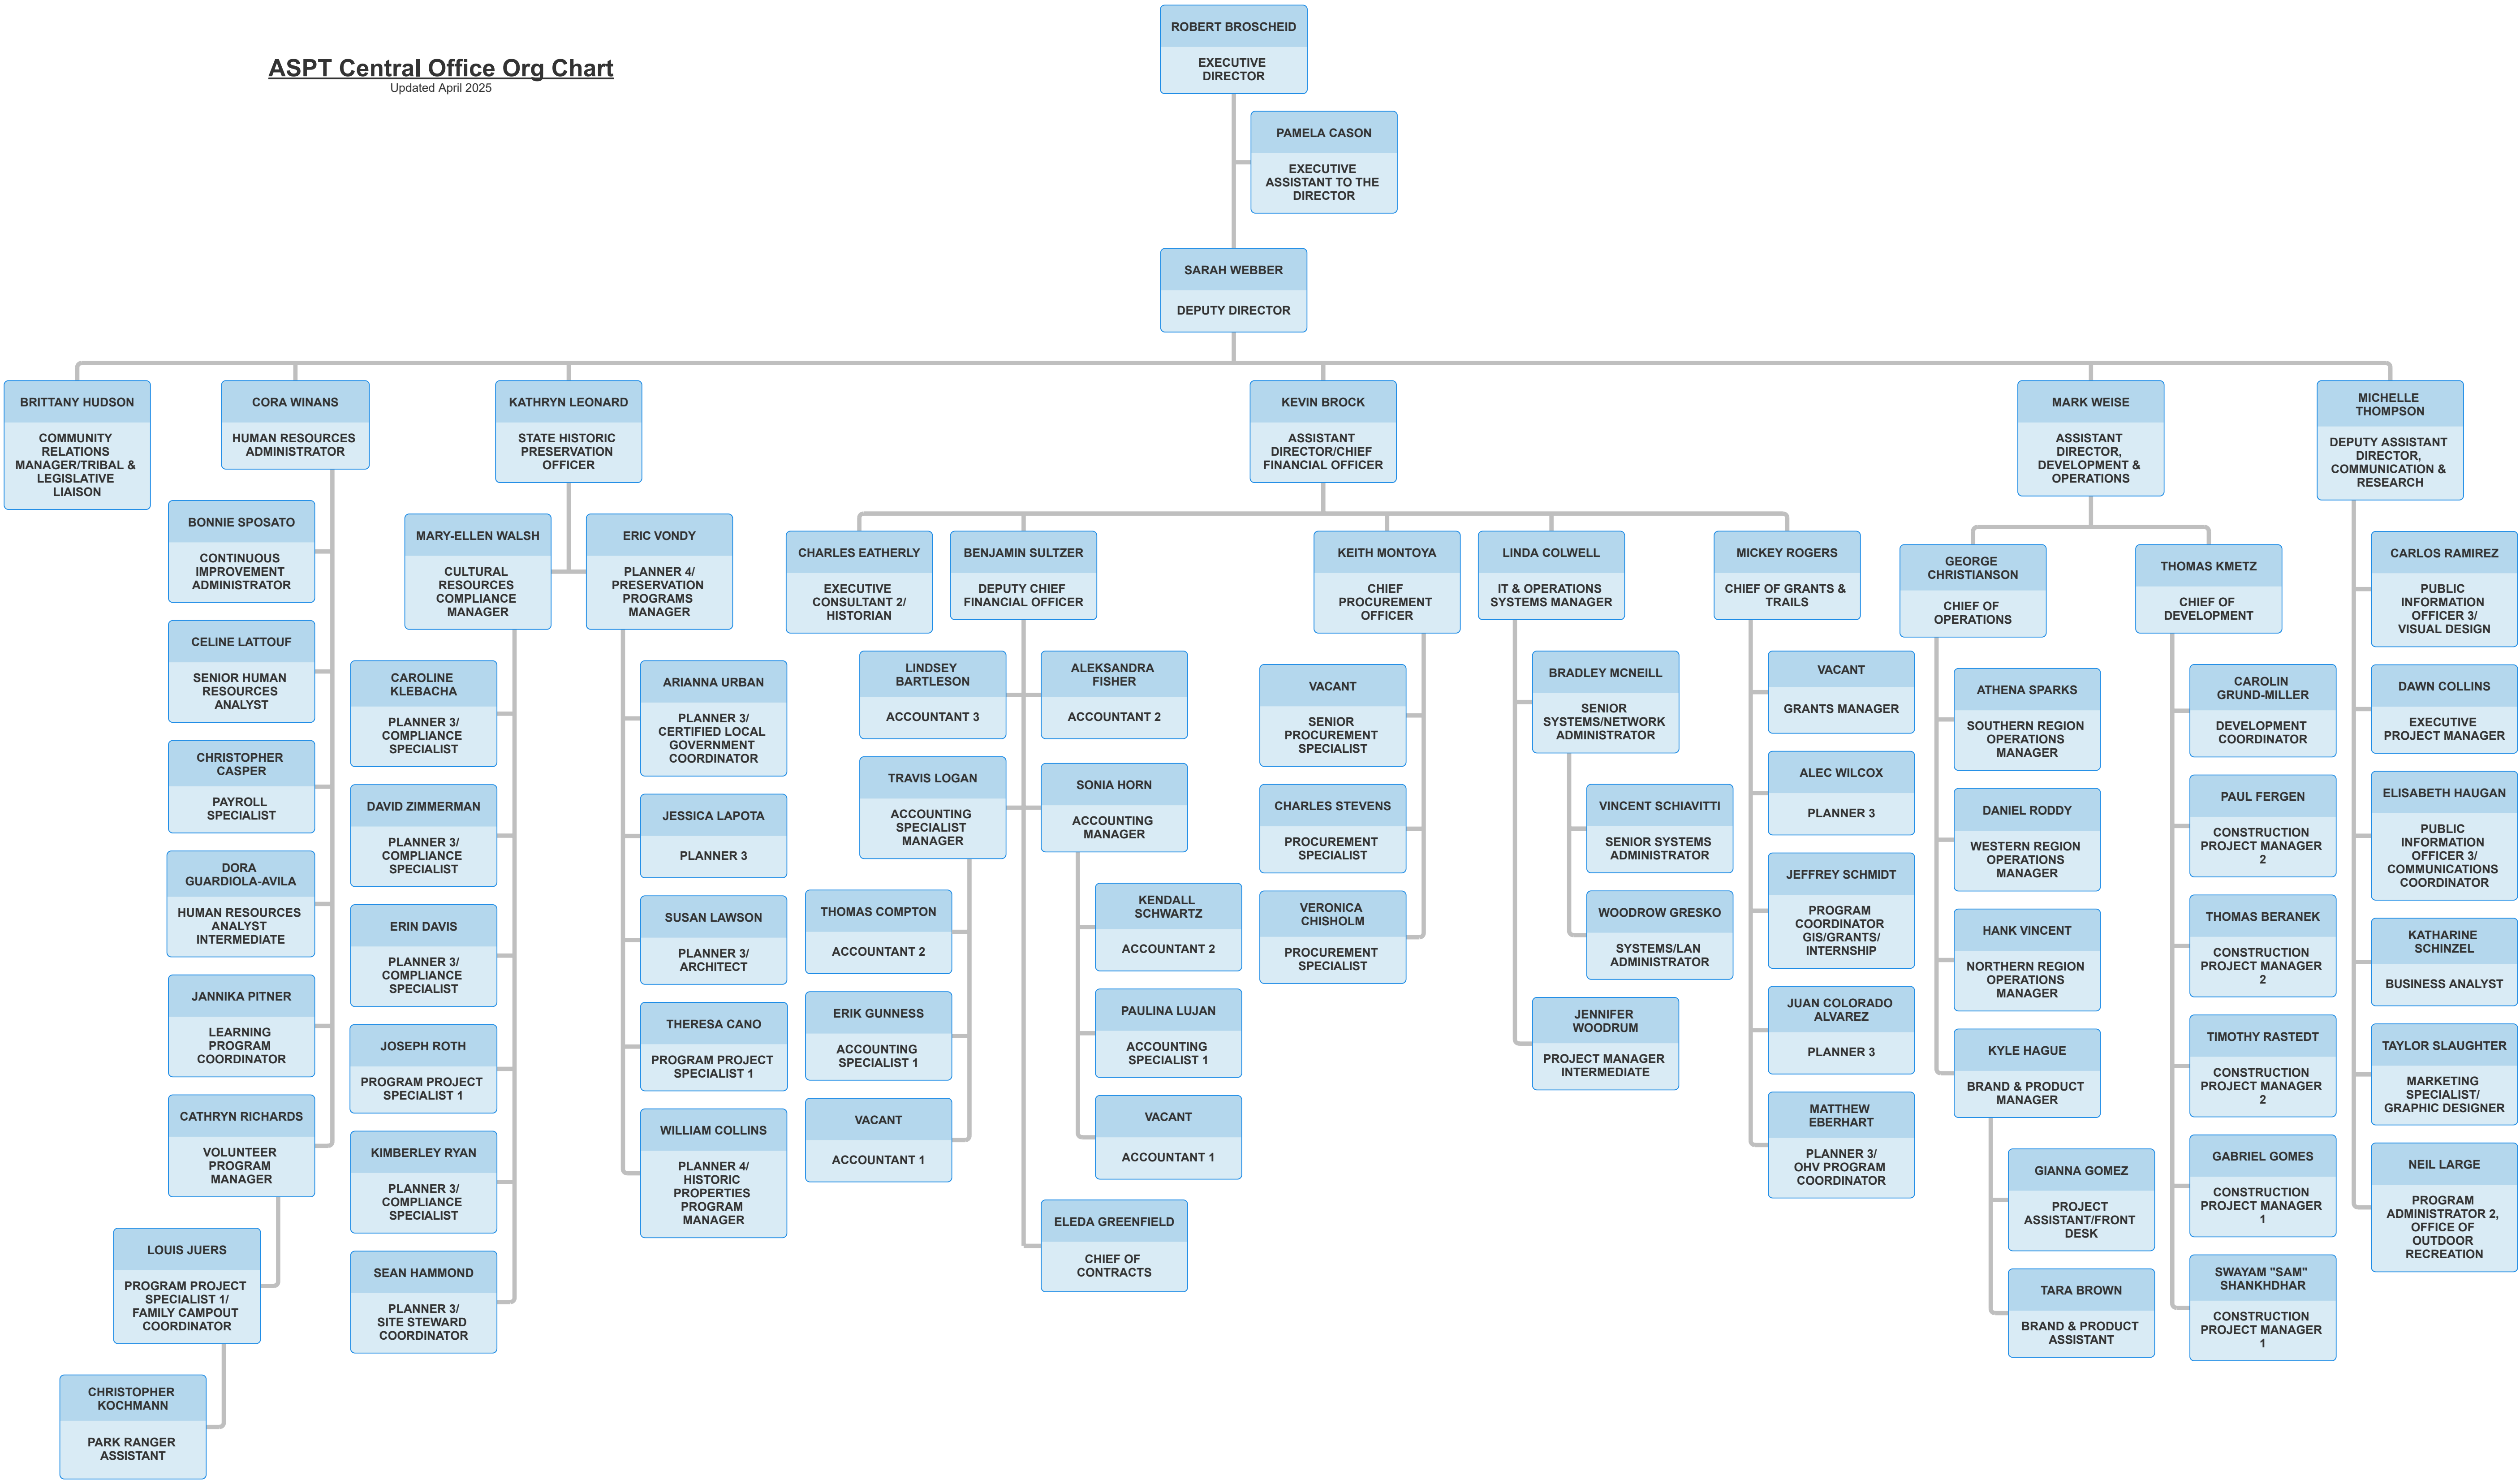 ASPT Central Office Org Chart
Updated April 2025
ROBERT BROSCHEID
EXECUTIVE
DIRECTOR
PAMELA CASON
EXECUTIVE
ASSISTANT TO THE
DIRECTOR
SARAH WEBBER
DEPUTY DIRECTOR
BRITTANY HUDSON
COMMUNITY
RELATIONS
MANAGER/TRIBAL &
LEGISLATIVE
LIAISON
CORA WINANS
HUMAN RESOURCES
ADMINISTRATOR
BONNIE SPOSATO
CONTINUOUS
IMPROVEMENT
ADMINISTRATOR
CELINE LATTOUF
SENIOR HUMAN
RESOURCES
ANALYST
CHRISTOPHER
CASPER
PAYROLL
SPECIALIST
DORA
GUARDIOLA-AVILA
HUMAN RESOURCES
ANALYST
INTERMEDIATE
JANNIKA PITNER
LEARNING
PROGRAM
COORDINATOR
CATHRYN RICHARDS
VOLUNTEER
PROGRAM
MANAGER
LOUIS JUERS
PROGRAM PROJECT
SPECIALIST 1/
FAMILY CAMPOUT
COORDINATOR
CHRISTOPHER
KOCHMANN
PARK RANGER
ASSISTANT
KATHRYN LEONARD
STATE HISTORIC
PRESERVATION
OFFICER
MARY-ELLEN WALSH
CULTURAL
RESOURCES
COMPLIANCE
MANAGER
CAROLINE
KLEBACHA
PLANNER 3/
COMPLIANCE
SPECIALIST
DAVID ZIMMERMAN
PLANNER 3/
COMPLIANCE
SPECIALIST
ERIN DAVIS
PLANNER 3/
COMPLIANCE
SPECIALIST
JOSEPH ROTH
PROGRAM PROJECT
SPECIALIST 1
KIMBERLEY RYAN
PLANNER 3/
COMPLIANCE
SPECIALIST
SEAN HAMMOND
PLANNER 3/
SITE STEWARD
COORDINATOR
ERIC VONDY
PLANNER 4/
PRESERVATION
PROGRAMS
MANAGER
ARIANNA URBAN
PLANNER 3/
CERTIFIED LOCAL
GOVERNMENT
COORDINATOR
JESSICA LAPOTA
PLANNER 3
SUSAN LAWSON
PLANNER 3/
ARCHITECT
THERESA CANO
PROGRAM PROJECT
SPECIALIST 1
WILLIAM COLLINS
PLANNER 4/
HISTORIC
PROPERTIES
PROGRAM
MANAGER
KEVIN BROCK
ASSISTANT
DIRECTOR/CHIEF
FINANCIAL OFFICER
CHARLES EATHERLY
EXECUTIVE
CONSULTANT 2/
HISTORIAN
BENJAMIN SULTZER
DEPUTY CHIEF
FINANCIAL OFFICER
LINDSEY
BARTLESON
ACCOUNTANT 3
ALEKSANDRA
FISHER
ACCOUNTANT 2
TRAVIS LOGAN
ACCOUNTING
SPECIALIST
MANAGER
THOMAS COMPTON
ACCOUNTANT 2
ERIK GUNNESS
ACCOUNTING
SPECIALIST 1
VACANT
ACCOUNTANT 1
SONIA HORN
ACCOUNTING
MANAGER
KENDALL
SCHWARTZ
ACCOUNTANT 2
PAULINA LUJAN
ACCOUNTING
SPECIALIST 1
VACANT
ACCOUNTANT 1
ELEDA GREENFIELD
CHIEF OF
CONTRACTS
KEITH MONTOYA
CHIEF
PROCUREMENT
OFFICER
VACANT
SENIOR
PROCUREMENT
SPECIALIST
CHARLES STEVENS
PROCUREMENT
SPECIALIST
VERONICA
CHISHOLM
PROCUREMENT
SPECIALIST
LINDA COLWELL
IT & OPERATIONS
SYSTEMS MANAGER
BRADLEY MCNEILL
SENIOR
SYSTEMS/NETWORK
ADMINISTRATOR
VINCENT SCHIAVITTI
SENIOR SYSTEMS
ADMINISTRATOR
WOODROW GRESKO
SYSTEMS/LAN
ADMINISTRATOR
JENNIFER
WOODRUM
PROJECT MANAGER
INTERMEDIATE
MICKEY ROGERS
CHIEF OF GRANTS &
TRAILS
VACANT
GRANTS MANAGER
ALEC WILCOX
PLANNER 3
JEFFREY SCHMIDT
PROGRAM
COORDINATOR
GIS/GRANTS/
INTERNSHIP
JUAN COLORADO
ALVAREZ
PLANNER 3
MATTHEW
EBERHART
PLANNER 3/
OHV PROGRAM
COORDINATOR
MARK WEISE
ASSISTANT
DIRECTOR,
DEVELOPMENT &
OPERATIONS
GEORGE
CHRISTIANSON
CHIEF OF
OPERATIONS
ATHENA SPARKS
SOUTHERN REGION
OPERATIONS
MANAGER
DANIEL RODDY
WESTERN REGION
OPERATIONS
MANAGER
HANK VINCENT
NORTHERN REGION
OPERATIONS
MANAGER
KYLE HAGUE
BRAND & PRODUCT
MANAGER
GIANNA GOMEZ
PROJECT
ASSISTANT/FRONT
DESK
TARA BROWN
BRAND & PRODUCT
ASSISTANT
THOMAS KMETZ
CHIEF OF
DEVELOPMENT
CAROLIN
GRUND-MILLER
DEVELOPMENT
COORDINATOR
PAUL FERGEN
CONSTRUCTION
PROJECT MANAGER
2
THOMAS BERANEK
CONSTRUCTION
PROJECT MANAGER
2
TIMOTHY RASTEDT
CONSTRUCTION
PROJECT MANAGER
2
GABRIEL GOMES
CONSTRUCTION
PROJECT MANAGER
1
SWAYAM "SAM"
SHANKHDHAR
CONSTRUCTION
PROJECT MANAGER
1
MICHELLE
THOMPSON
DEPUTY ASSISTANT
DIRECTOR,
COMMUNICATION &
RESEARCH
CARLOS RAMIREZ
PUBLIC
INFORMATION
OFFICER 3/
VISUAL DESIGN
DAWN COLLINS
EXECUTIVE
PROJECT MANAGER
ELISABETH HAUGAN
PUBLIC
INFORMATION
OFFICER 3/
COMMUNICATIONS
COORDINATOR
KATHARINE
SCHINZEL
BUSINESS ANALYST
TAYLOR SLAUGHTER
MARKETING
SPECIALIST/
GRAPHIC DESIGNER
NEIL LARGE
PROGRAM
ADMINISTRATOR 2,
OFFICE OF
OUTDOOR
RECREATION